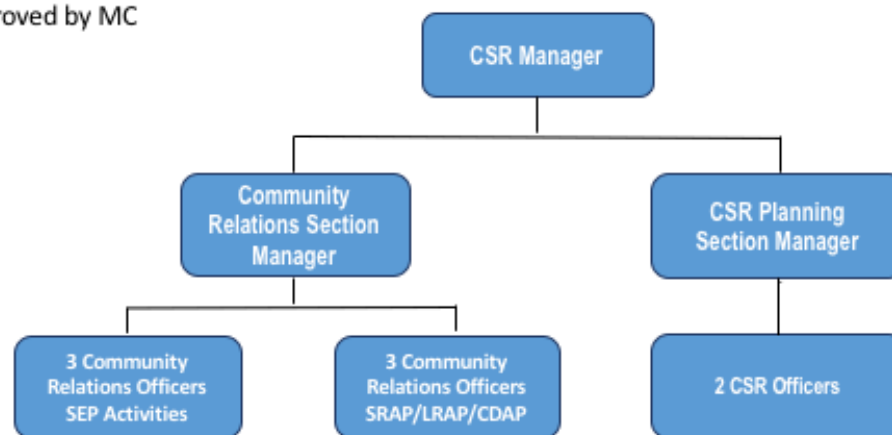 by MC
CSR Manager
Community
Relations Section
Manager
CSR Planning
Section Manager
3 Community
Relations Officers
SEP Activities
3 Community
Relations Officers
SRAP/LRAP/CDAP
2 CSR Officers